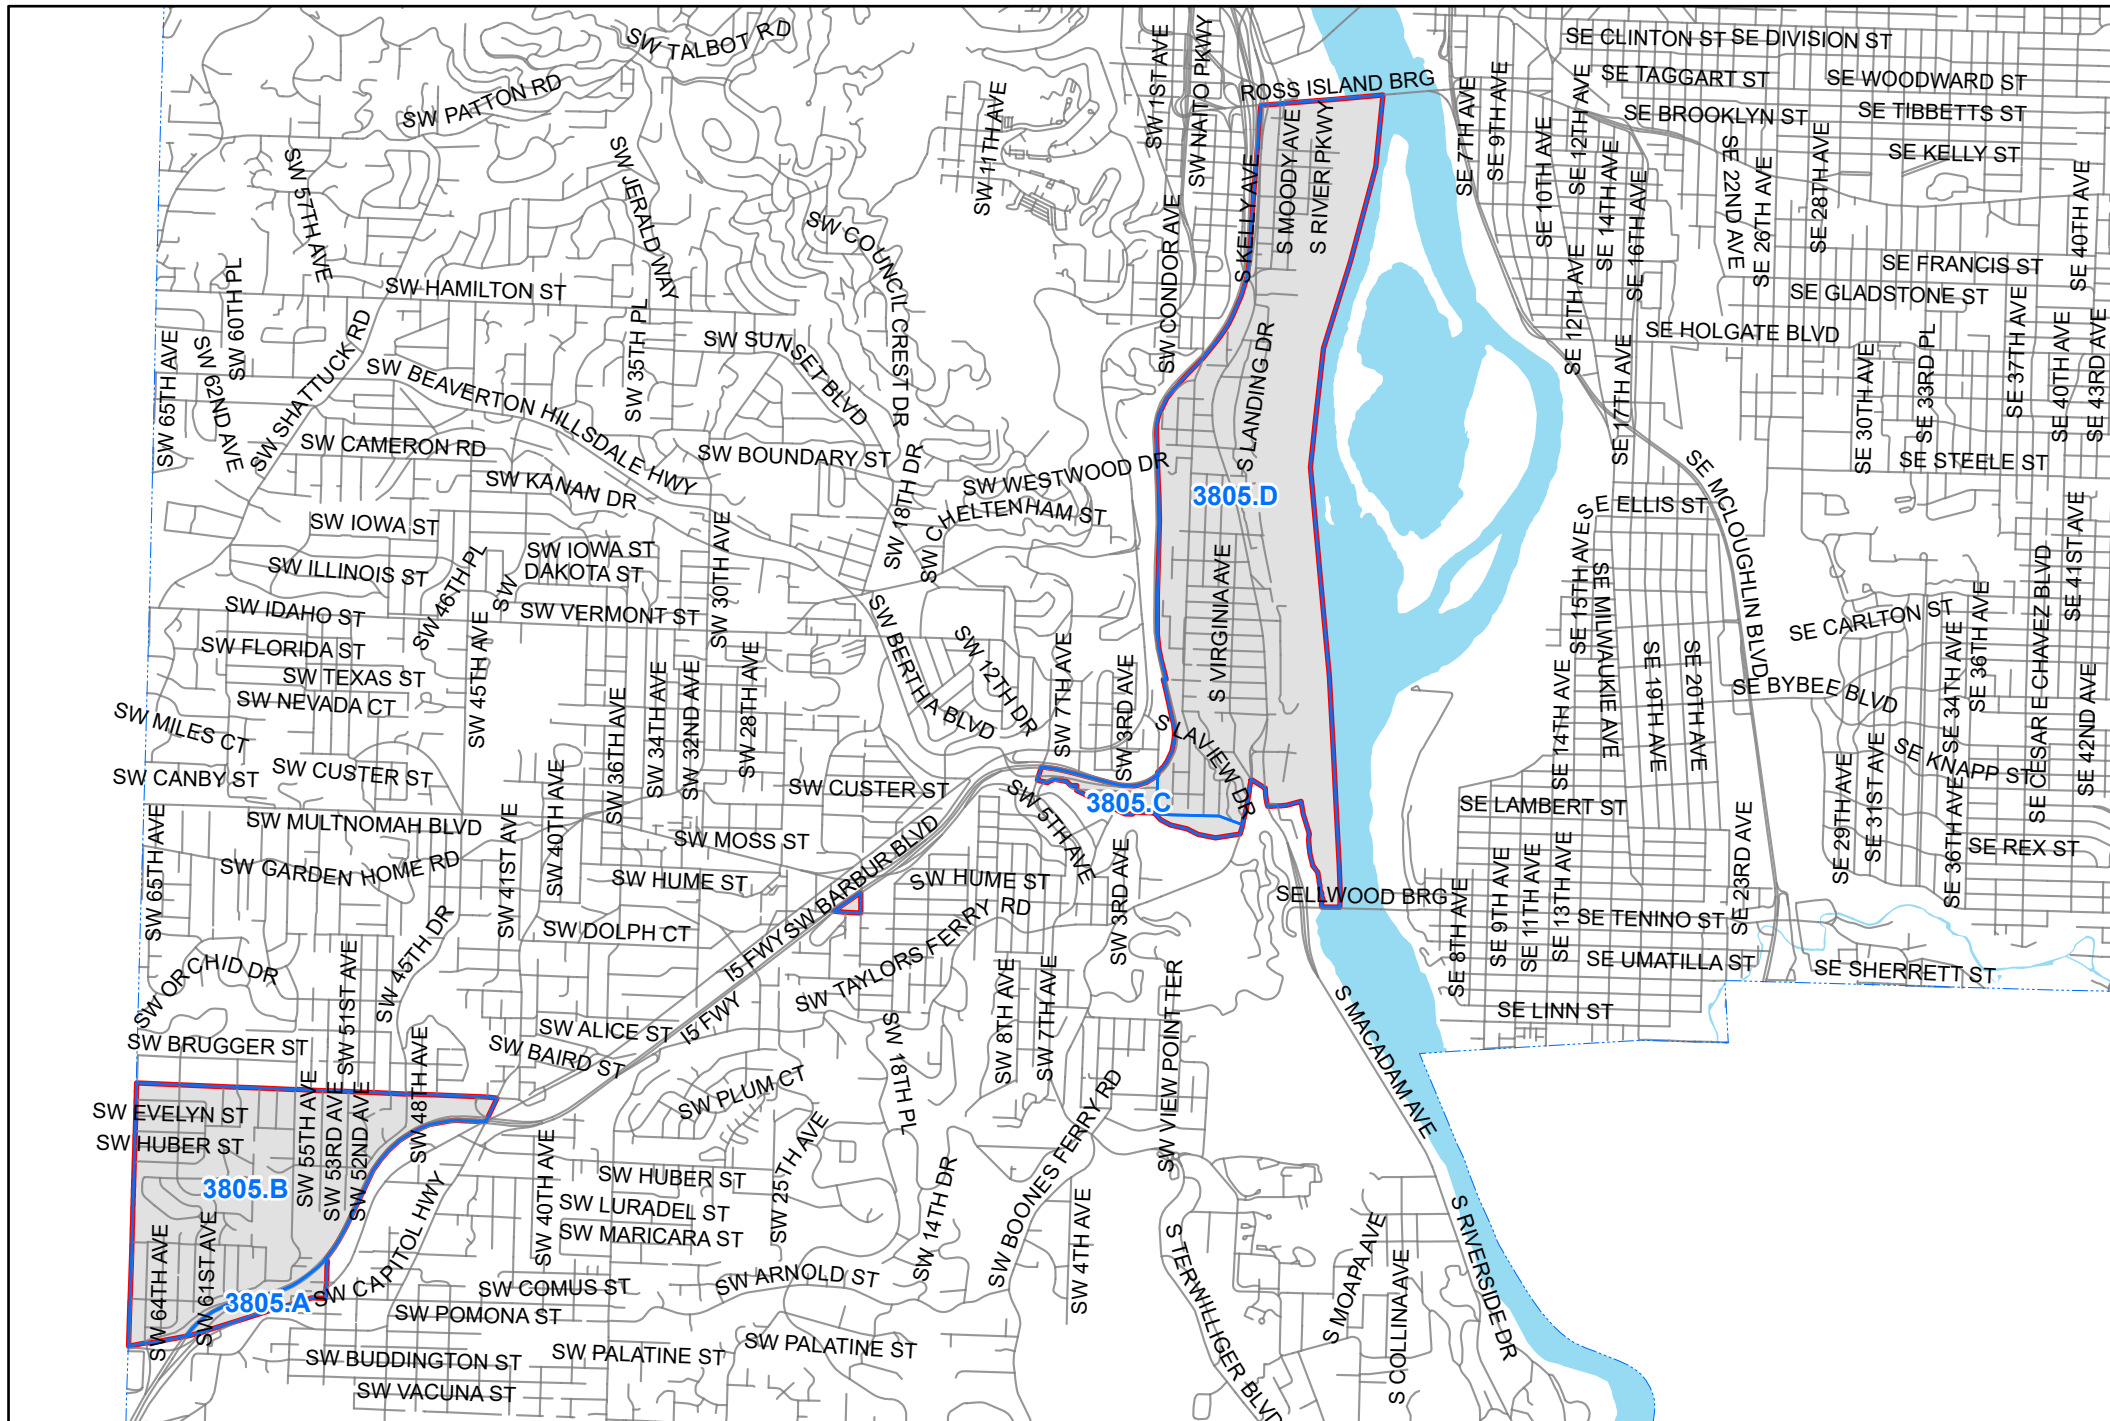 SW TALBOT RD
SW PATTON RD
SW 57TH AVE
SW JERALD WAY
SW 11TH AVE
SW 1ST AVE
SW NAITO PKWY
ROSS ISLAND BRG
SE 7TH AVE
SE 9TH AVE
SE CLINTON ST
SE DIVISION ST
SE TAGGART ST
SE WOODWARD ST
SE BROOKLYN ST
SE TIBBETTS ST
SE KELLY ST
SE 10TH AVE
SE 12TH AVE
SE 14TH AVE
SE 16TH AVE
SE 22ND AVE
SE 26TH AVE
SE 28TH AVE
SE 40TH AVE
S KELLY AVE
S MOODY AVE
S RIVER PKWY
SW CONDOR AVE
SW COUNCIL CREST DR
SW HAMILTON ST
SW 60TH PL
SW 62ND AVE
SW 65TH AVE
SW SHATTUCK RD
SW 35TH PL
SW SUNSET BLVD
SW BEAVERTON HILLSDALE HWY
SW CAMERON RD
SW KANAN DR
SW BOUNDARY ST
SW 18TH DR
SW WESTWOOD DR
SW CHELTENHAM ST
S LANDING DR
3805.D
SE FRANCIS ST
SE GLADSTONE ST
SE HOLGATE BLVD
SE 12TH AVE
SE 17TH AVE
SE 30TH AVE
SE 33RD PL
SE 37TH AVE
SE 40TH AVE
SE 43RD AVE
SE STEELE ST
SE MCLOUGHLIN BLVD
SE ELLIS ST
SE 15TH AVE
SE MILWAUKIE AVE
SE 41ST AVE
SE CESAR E CHAVEZ BLVD
SW IOWA ST
SW ILLINOIS ST
SW 46TH PL
SW
SW IOWA ST
DAKOTA ST
SW VERMONT ST
SW 30TH AVE
SW IDAHO ST
SW FLORIDA ST
SW TEXAS ST
SW NEVADA CT
SW 45TH AVE
SW MILES CT
SW CANBY ST
SW CUSTER ST
SW MULTNOMAH BLVD
SW GARDEN HOME RD
SW 65TH AVE
SW 41ST AVE
SW 40TH AVE
SW 36TH AVE
SW 34TH AVE
SW 32ND AVE
SW 28TH AVE
SW BERTHA BLVD
SW 12TH DR
SW 7TH AVE
SW 3RD AVE
S VIRGINIA AVE
S LAVIEW DR
3805.C
SW CUSTER ST
SW MOSS ST
SW HUME ST
SW DOLPH CT
SW 5TH AVE
SW HUME ST
SW 3RD AVE
I5 FWY
SW BARBUR BLVD
SW TAYLORS FERRY RD
SE CARLTON ST
SE BYBEE BLVD
SE KNAPP ST
SE 34TH AVE
SE 36TH AVE
SE 14TH AVE
SE 19TH AVE
SE 20TH AVE
SE 42ND AVE
SE LAMBERT ST
SE 29TH AVE
SE 31ST AVE
SE 36TH AVE
SE REX ST
SELLWOOD BRG
SE 8TH AVE
SE 9TH AVE
SE 11TH AVE
SE 13TH AVE
SE 23RD AVE
SE TENINO ST
SE UMATILLA ST
SE SHERRETT ST
SE LINN ST
SW ORCHID DR
SW 51ST AVE
SW 45TH DR
SW BRUGGER ST
SW 48TH AVE
SW ALICE ST
SW BAIRD ST
I5 FWY
SW PLUM CT
SW 18TH PL
SW 8TH AVE
SW 7TH AVE
SW VIEW POINT TER
S MACADAM AVE
SW EVELYN ST
SW HUBER ST
SW 55TH AVE
SW 53RD AVE
SW 52ND AVE
3805.B
SW 64TH AVE
SW 61ST AVE
3805.A
SW CAPITOL HWY
SW 40TH AVE
SW HUBER ST
SW LURADEL ST
SW MARICARA ST
SW 25TH AVE
SW 14TH DR
SW BOONES FERRY RD
SW 4TH AVE
SW COMUS ST
SW POMONA ST
SW ARNOLD ST
SW BUDDINGTON ST
SW PALATINE ST
SW PALATINE ST
SW VACUNA ST
S TERWILLIGER BLVD
S MOAPA AVE
S COLLINA AVE
S RIVERSIDE DR